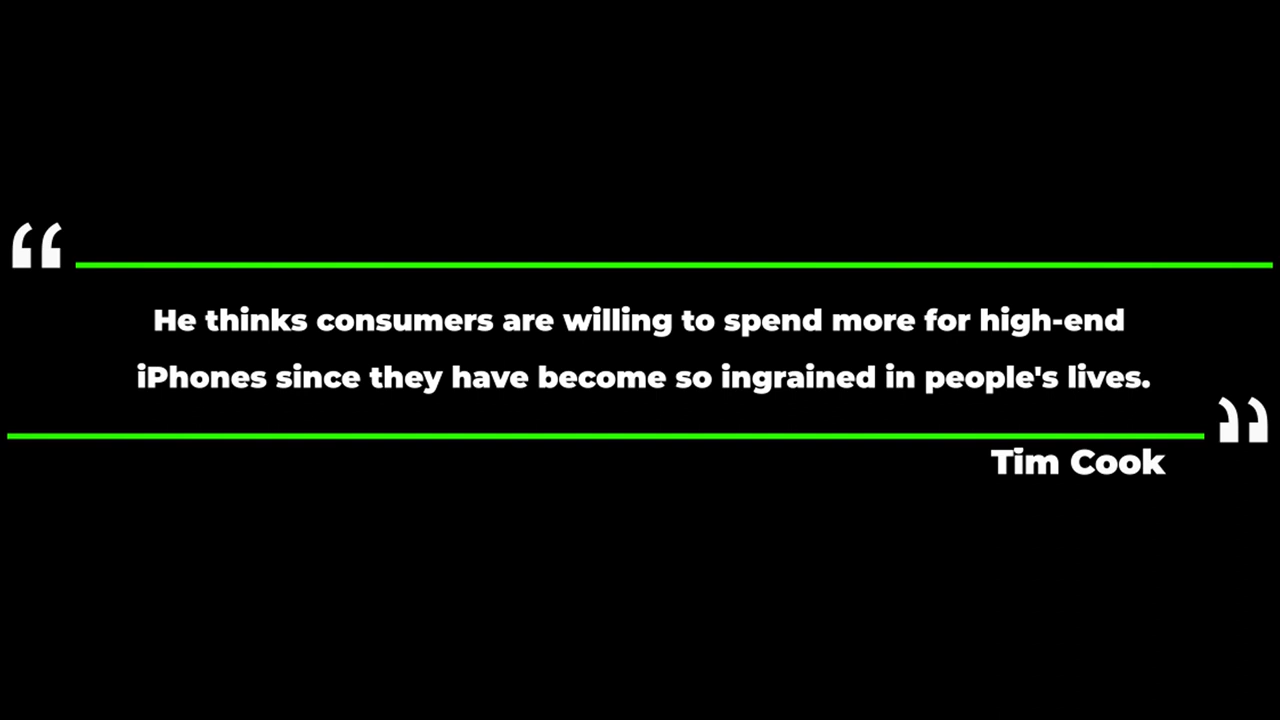 “
He thinks consumers are willing to spend more for high-end
iPhones since they have become so ingrained in people's lives.
”
Tim Cook